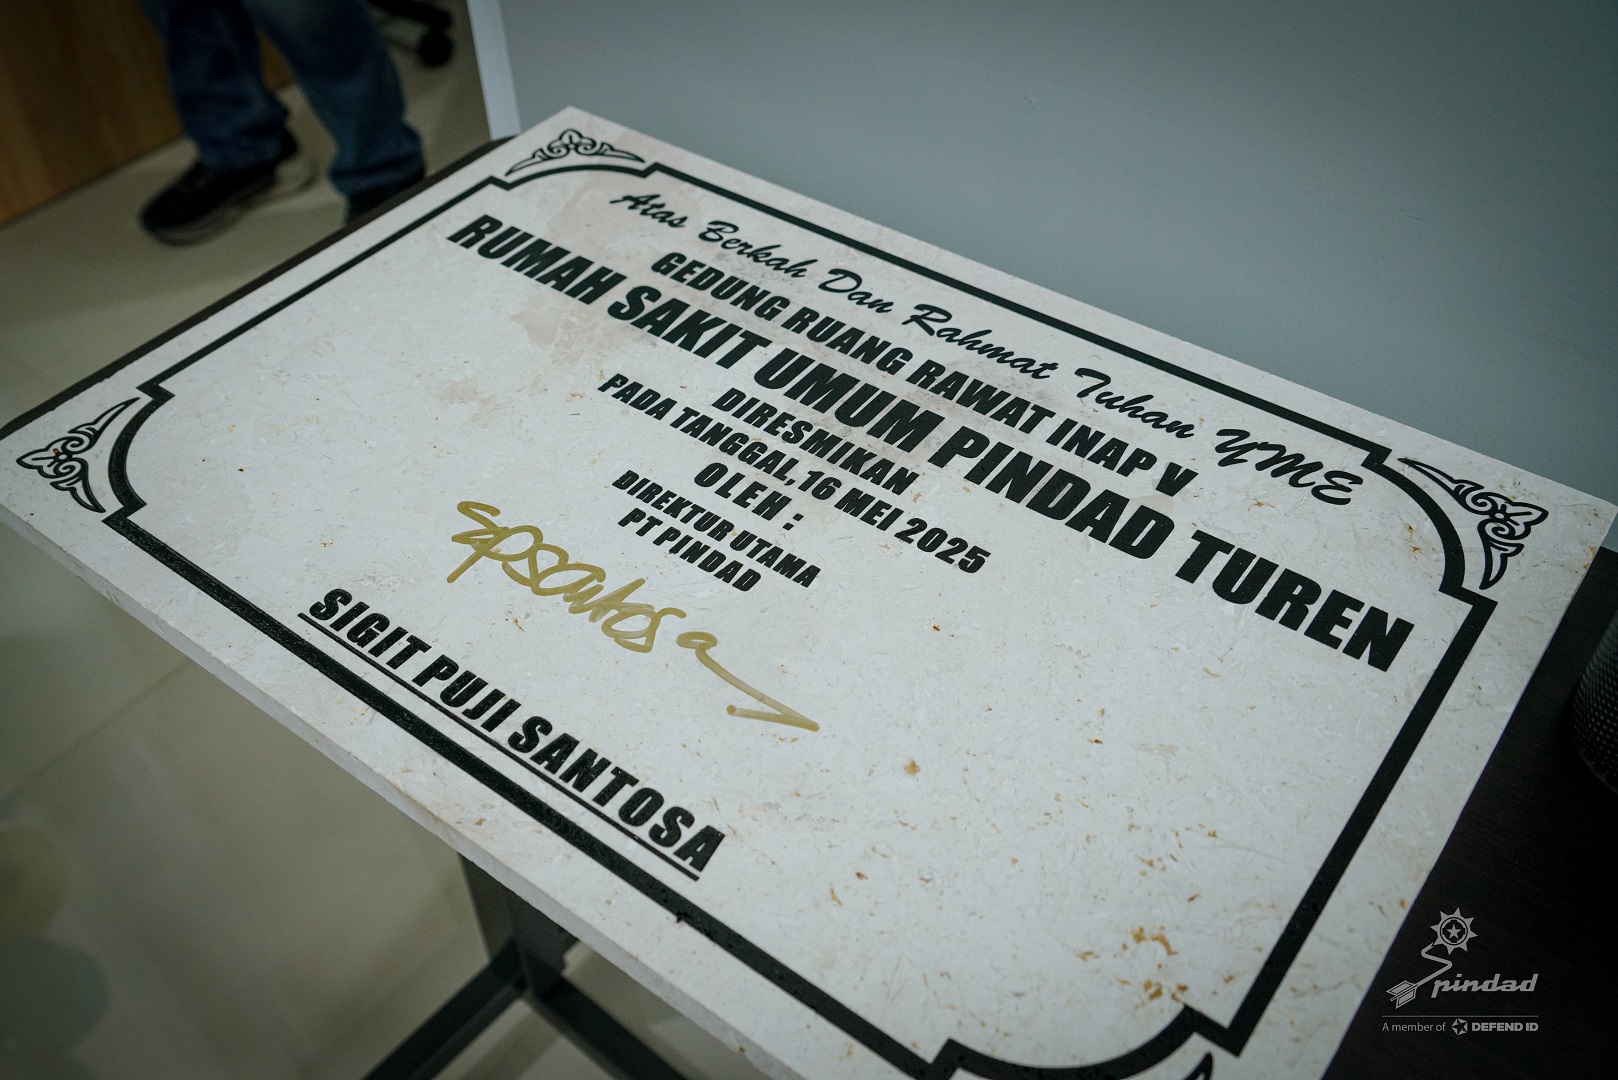 Atas Berkah Dan Rahmat Tuhan YME
GEDUNG RUANG RAWAT INAP V
RUMAH SAKIT UMUM PINDAD TUREN
DIRESMIKAN
PADA TANGGAL, 16 MEI 2025
OLEH :
DIREKTUR UTAMA
PT PINDAD
spsantosa
SIGIT PUJI SANTOSA
pindad
A member of DEFEND ID